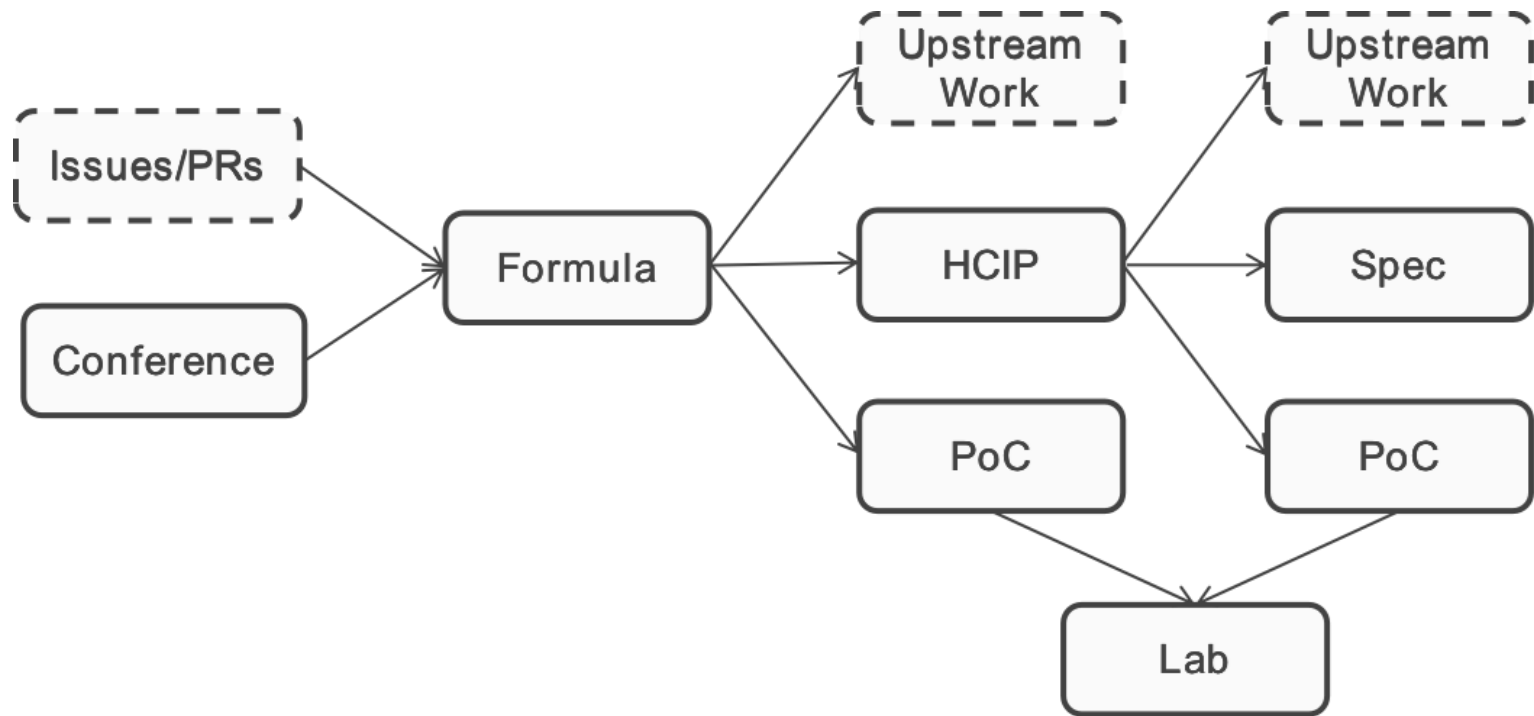 Upstream
Work
Upstream
Work
Issues/PRs
Formula
HCIP
Spec
Conference
PoC
PoC
Lab